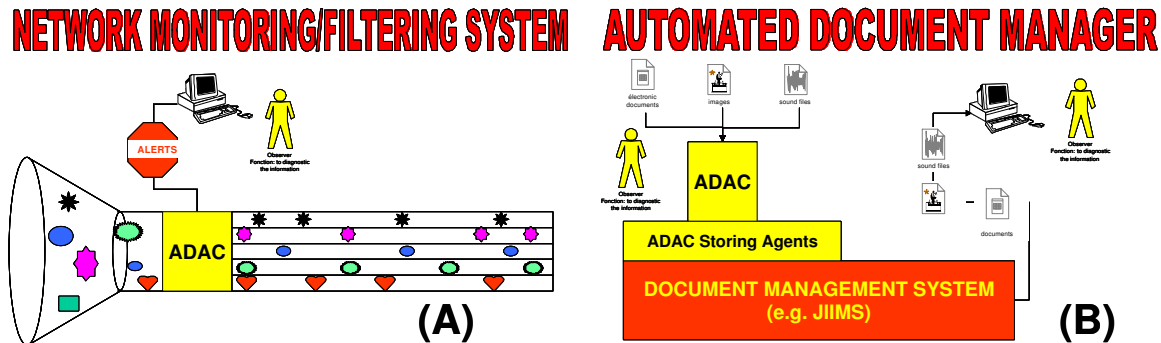 NETWORK MONITORING/FILTERING SYSTEM
ALERTS
Observer
Fonction: to diagnostic
the information
ADAC
(A)
AUTOMATED DOCUMENT MANAGER
électronic
documents
images
sound files
Observer
Fonction: to diagnostic
the information
ADAC
ADAC Storing Agents
DOCUMENT MANAGEMENT SYSTEM
(e.g. JIIMS)
sound files
documents
Observer
Fonction: to diagnostic
the information
(B)